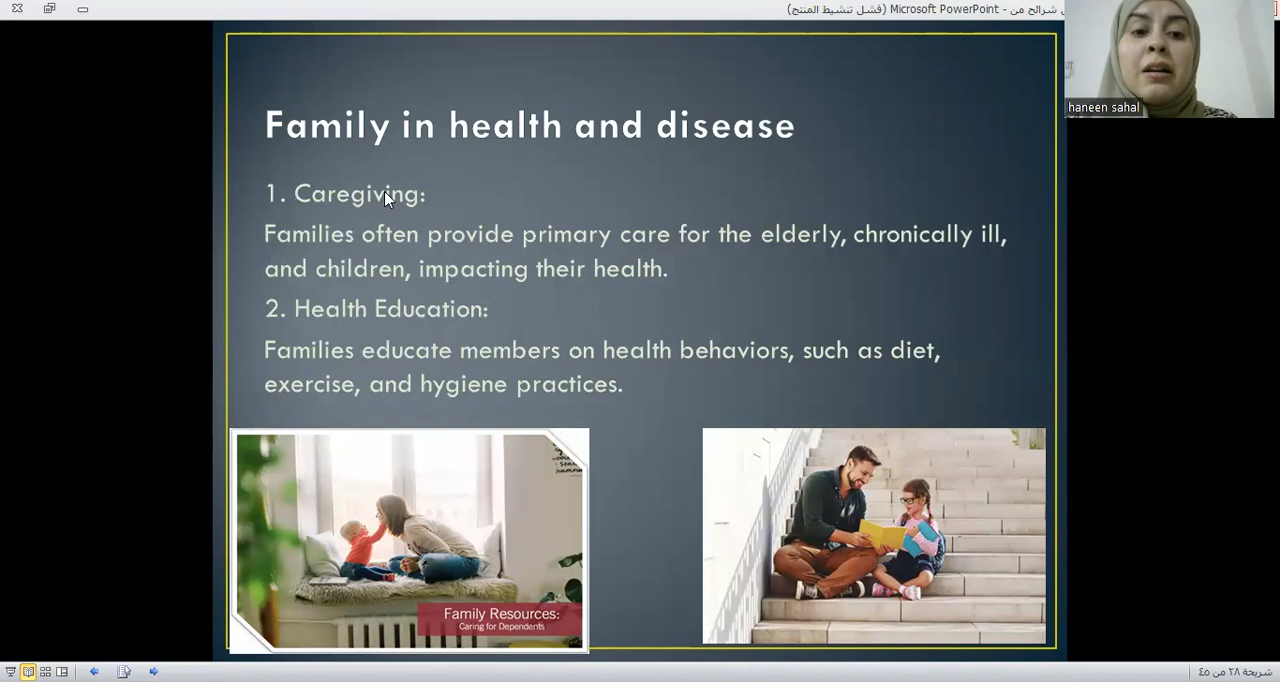 شرائح من - Microsoft PowerPoint (فشل تنشيط المنتج)
haneen sahal
Family in health and disease
1. Caregiving:
Families often provide primary care for the elderly, chronically ill,
and children, impacting their health.
2. Health Education:
Families educate members on health behaviors, such as diet,
exercise, and hygiene practices.
Family Resources:
Caring for Dependents
شريحة ٢٨ من ٤٥